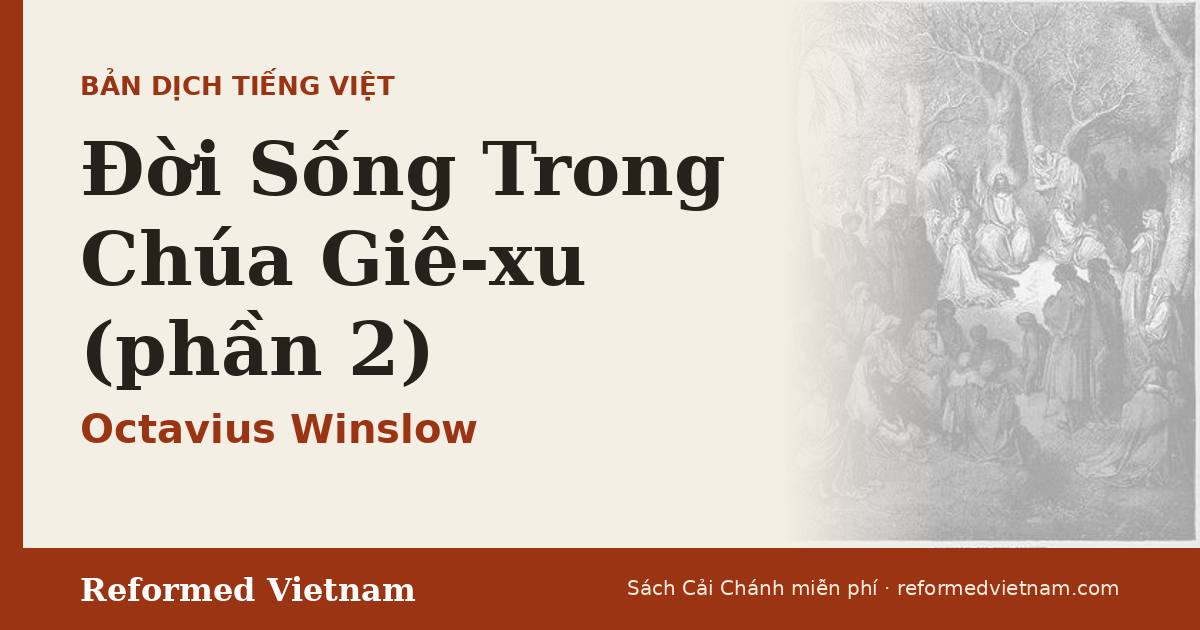 BẢN DỊCH TIẾNG VIỆT
Đời Sống Trong
Chúa Giê-xu
(phần 2)
Octavius Winslow
Reformed Vietnam
Sách Cải Chánh miễn phí · reformedvietnam.com